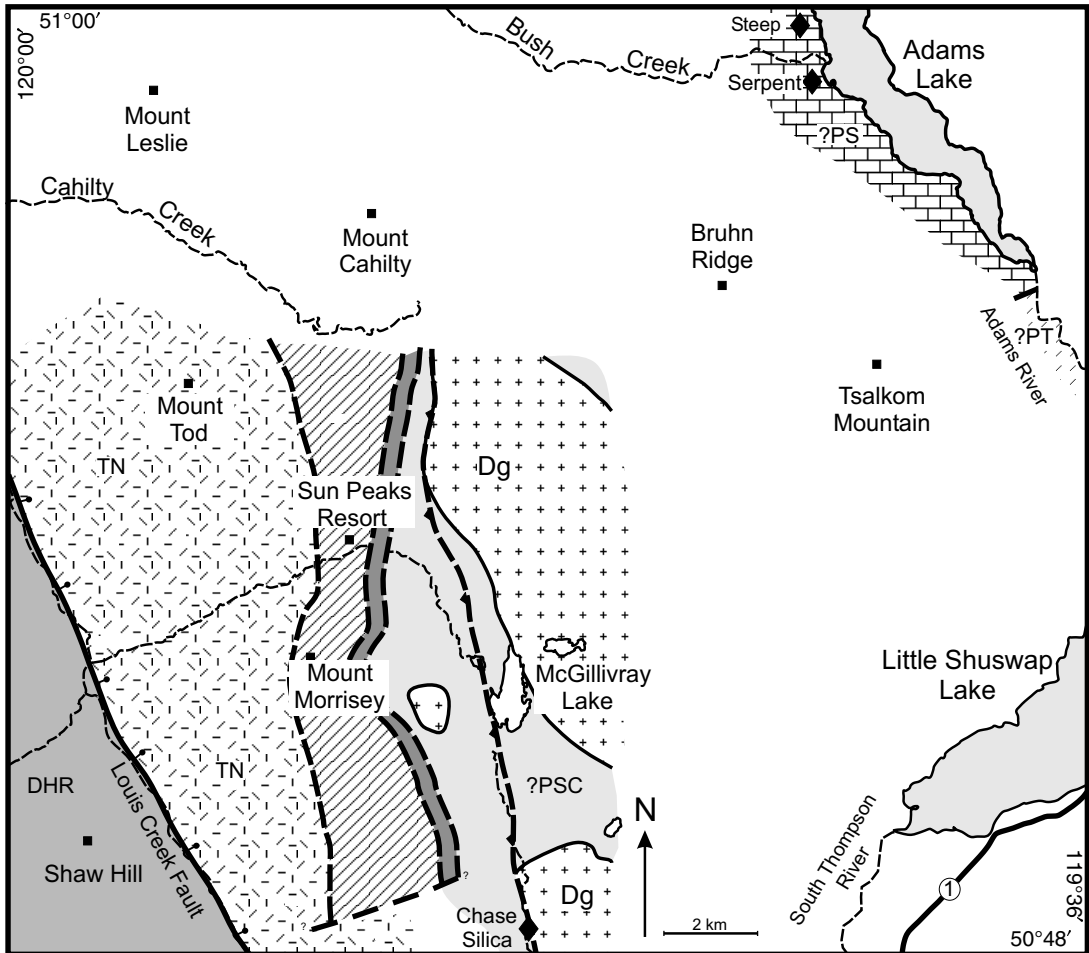 51°00′
120°00′
Steep
Bush
Creek
Adams
Lake
Serpent
Mount
Leslie
?PS
Cahilty
Creek
Mount
Cahilty
Bruhn
Ridge
Adams River
?PT
Mount
Tod
Tsalkom
Mountain
TN
Dg
Sun Peaks
Resort
Mount
Morrisey
McGillivray
Lake
Little Shuswap
Lake
DHR
TN
Louis Creek Fault
?PSC
N
Shaw Hill
?
?
Dg
Chase
Silica
2 km
South Thompson
River
1
119°36′
50°48′